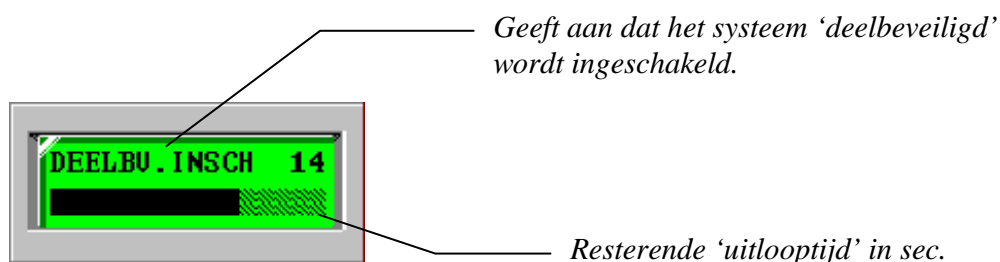 Geeft aan dat het systeem ‘deelbeveiligd’
wordt ingeschakeld.
DEELBV.INSCH 14
Resterende ‘uitlooptijd’ in sec.